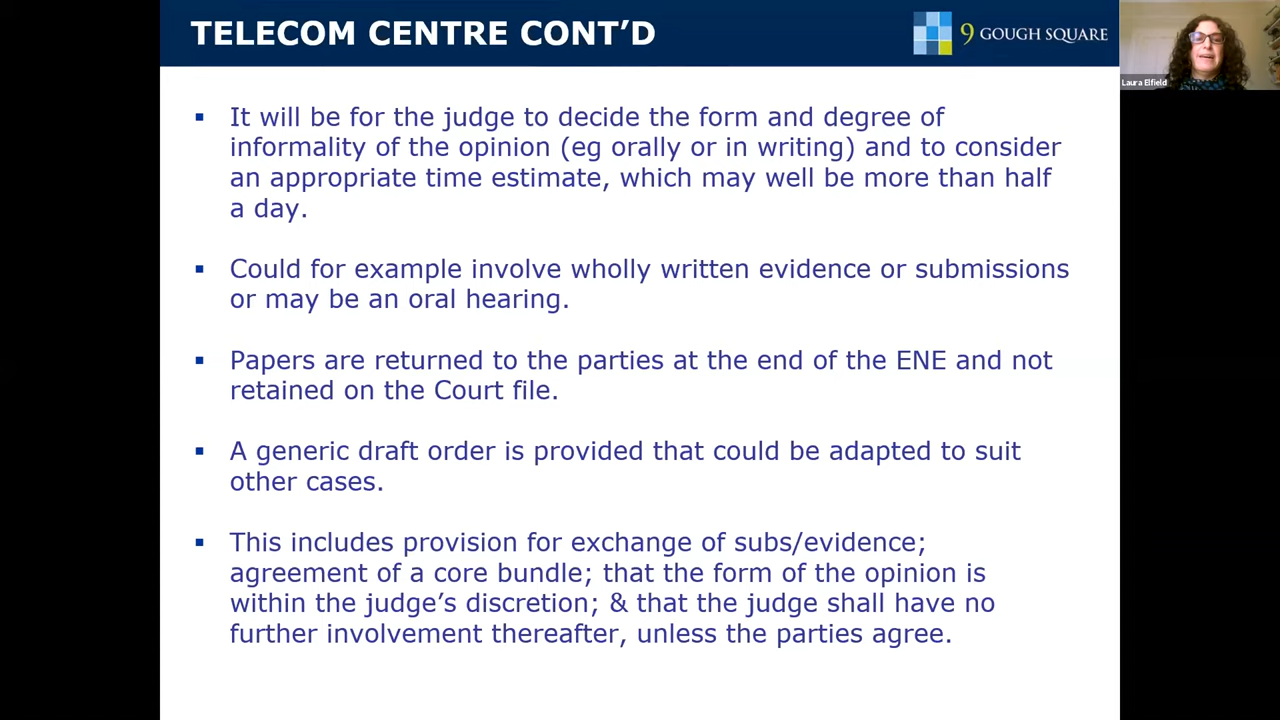 TELECOM CENTRE CONT’D
9 GOUGH SQUARE
Laura Elfield
▪ It will be for the judge to decide the form and degree of
informality of the opinion (eg orally or in writing) and to consider
an appropriate time estimate, which may well be more than half
a day.
▪ Could for example involve wholly written evidence or submissions
or may be an oral hearing.
▪ Papers are returned to the parties at the end of the ENE and not
retained on the Court file.
▪ A generic draft order is provided that could be adapted to suit
other cases.
▪ This includes provision for exchange of subs/evidence;
agreement of a core bundle; that the form of the opinion is
within the judge’s discretion; & that the judge shall have no
further involvement thereafter, unless the parties agree.